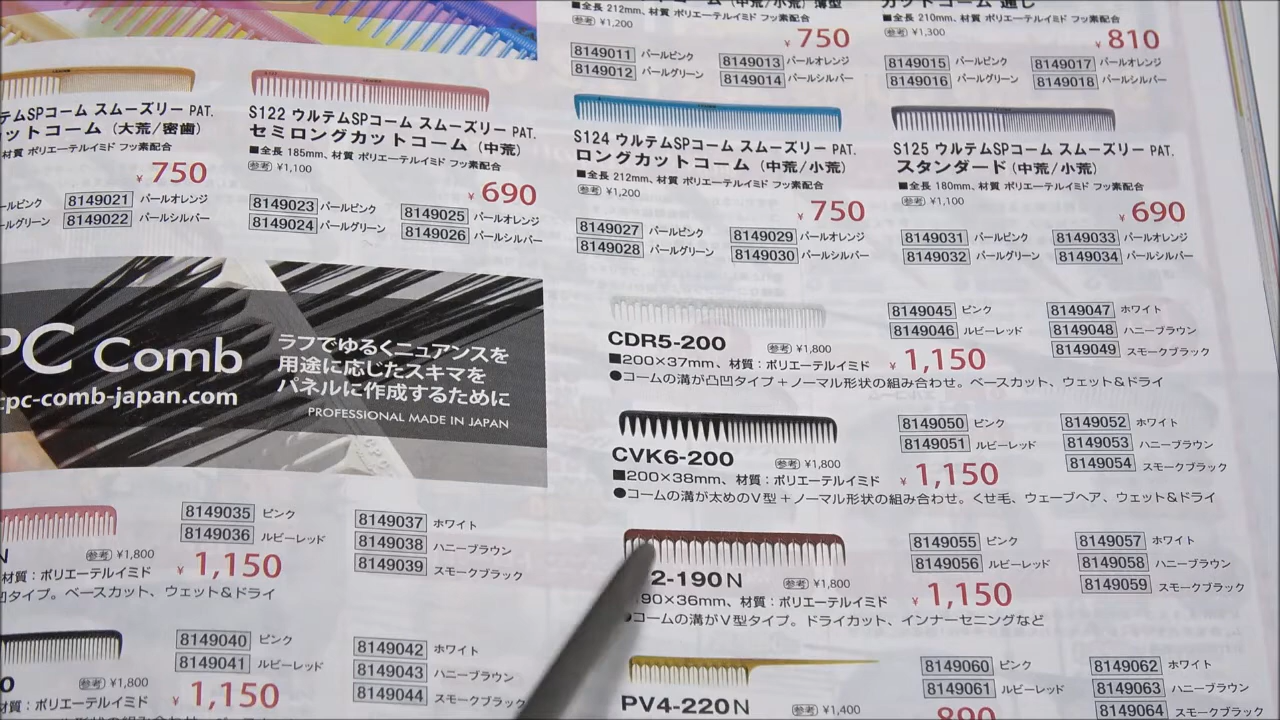 ■全長 212mm、材質 ポリエーテルイミド フッ素配合
参考 ¥1,200
¥750
8149011 パールピンク 8149013 パールオレンジ
8149012 パールグリーン 8149014 パールシルバー
■全長 210mm、材質 ポリエーテルイミド フッ素配合
参考 ¥1,300
¥810
8149015 パールピンク 8149017 パールオレンジ
8149016 パールグリーン 8149018 パールシルバー
テムSPコーム スムーズリー PAT.
ットコーム(大荒/密歯)
材質 ポリエーテルイミド フッ素配合
¥750
8149021 パールオレンジ
8149022 パールシルバー
S122 ウルテムSPコーム スムーズリー PAT.
セミロングカットコーム(中荒)
■全長 185mm、材質 ポリエーテルイミド フッ素配合
参考 ¥1,100
¥690
8149023 パールピンク 8149025 パールオレンジ
8149024 パールグリーン 8149026 パールシルバー
S124 ウルテムSPコーム スムーズリー PAT.
ロングカットコーム(中荒/小荒)
■全長 212mm、材質 ポリエーテルイミド フッ素配合
参考 ¥1,200
¥750
8149027 パールピンク 8149029 パールオレンジ
8149028 パールグリーン 8149030 パールシルバー
S125 ウルテムSPコーム スムーズリー PAT.
スタンダード(中荒/小荒)
■全長 180mm、材質 ポリエーテルイミド フッ素配合
参考 ¥1,100
¥690
8149031 パールピンク 8149033 パールオレンジ
8149032 パールグリーン 8149034 パールシルバー
PC Comb
cpc-comb-japan.com
ラフでゆるくニュアンスを
用途に応じたスキマを
パネルに作成するために
PROFESSIONAL MADE IN JAPAN
N 参考 ¥1,800
材質:ポリエーテルイミド ¥1,150
凹タイプ。ベースカット、ウェット&ドライ
8149035 ピンク 8149037 ホワイト
8149036 ルビーレッド 8149038 ハニーブラウン
8149039 スモークブラック
0 参考 ¥1,800
材質:ポリエーテルイミド ¥1,150
8149040 ピンク 8149042 ホワイト
8149041 ルビーレッド 8149043 ハニーブラウン
8149044 スモークブラック
CDR5-200 参考 ¥1,800
■200×37mm、材質:ポリエーテルイミド ¥1,150
●コームの溝が凸凹タイプ+ノーマル形状の組み合わせ。ベースカット、ウェット&ドライ
8149045 ピンク 8149047 ホワイト
8149046 ルビーレッド 8149048 ハニーブラウン
8149049 スモークブラック
CVK6-200 参考 ¥1,800
■200×38mm、材質:ポリエーテルイミド ¥1,150
●コームの溝が太めのV型+ノーマル形状の組み合わせ。くせ毛、ウェーブヘア、ウェット&ドライ
8149050 ピンク 8149052 ホワイト
8149051 ルビーレッド 8149053 ハニーブラウン
8149054 スモークブラック
2-190N 参考 ¥1,800
190×36mm、材質:ポリエーテルイミド ¥1,150
●コームの溝がV型タイプ。ドライカット、インナーセニングなど
8149055 ピンク 8149057 ホワイト
8149056 ルビーレッド 8149058 ハニーブラウン
8149059 スモークブラック
PV4-220N 参考 ¥1,400
¥890
8149060 ピンク 8149062 ホワイト
8149061 ルビーレッド 8149063 ハニーブラウン
8149064 スモークブラック